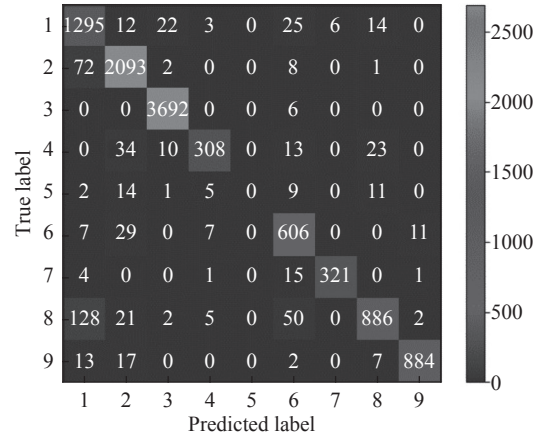 1 1295 12 22 3 0 25 6 14 0
2 72 2093 2 0 0 8 0 1 0
3 0 0 3692 0 0 6 0 0 0
4 0 34 10 308 0 13 0 23 0
5 2 14 1 5 0 9 0 11 0
6 7 29 0 7 0 606 0 0 11
7 4 0 0 1 0 15 321 0 1
8 128 21 2 5 0 50 0 886 2
9 13 17 0 0 0 2 0 7 884
1 2 3 4 5 6 7 8 9
Predicted label
True label
2500
2000
1500
1000
500
0